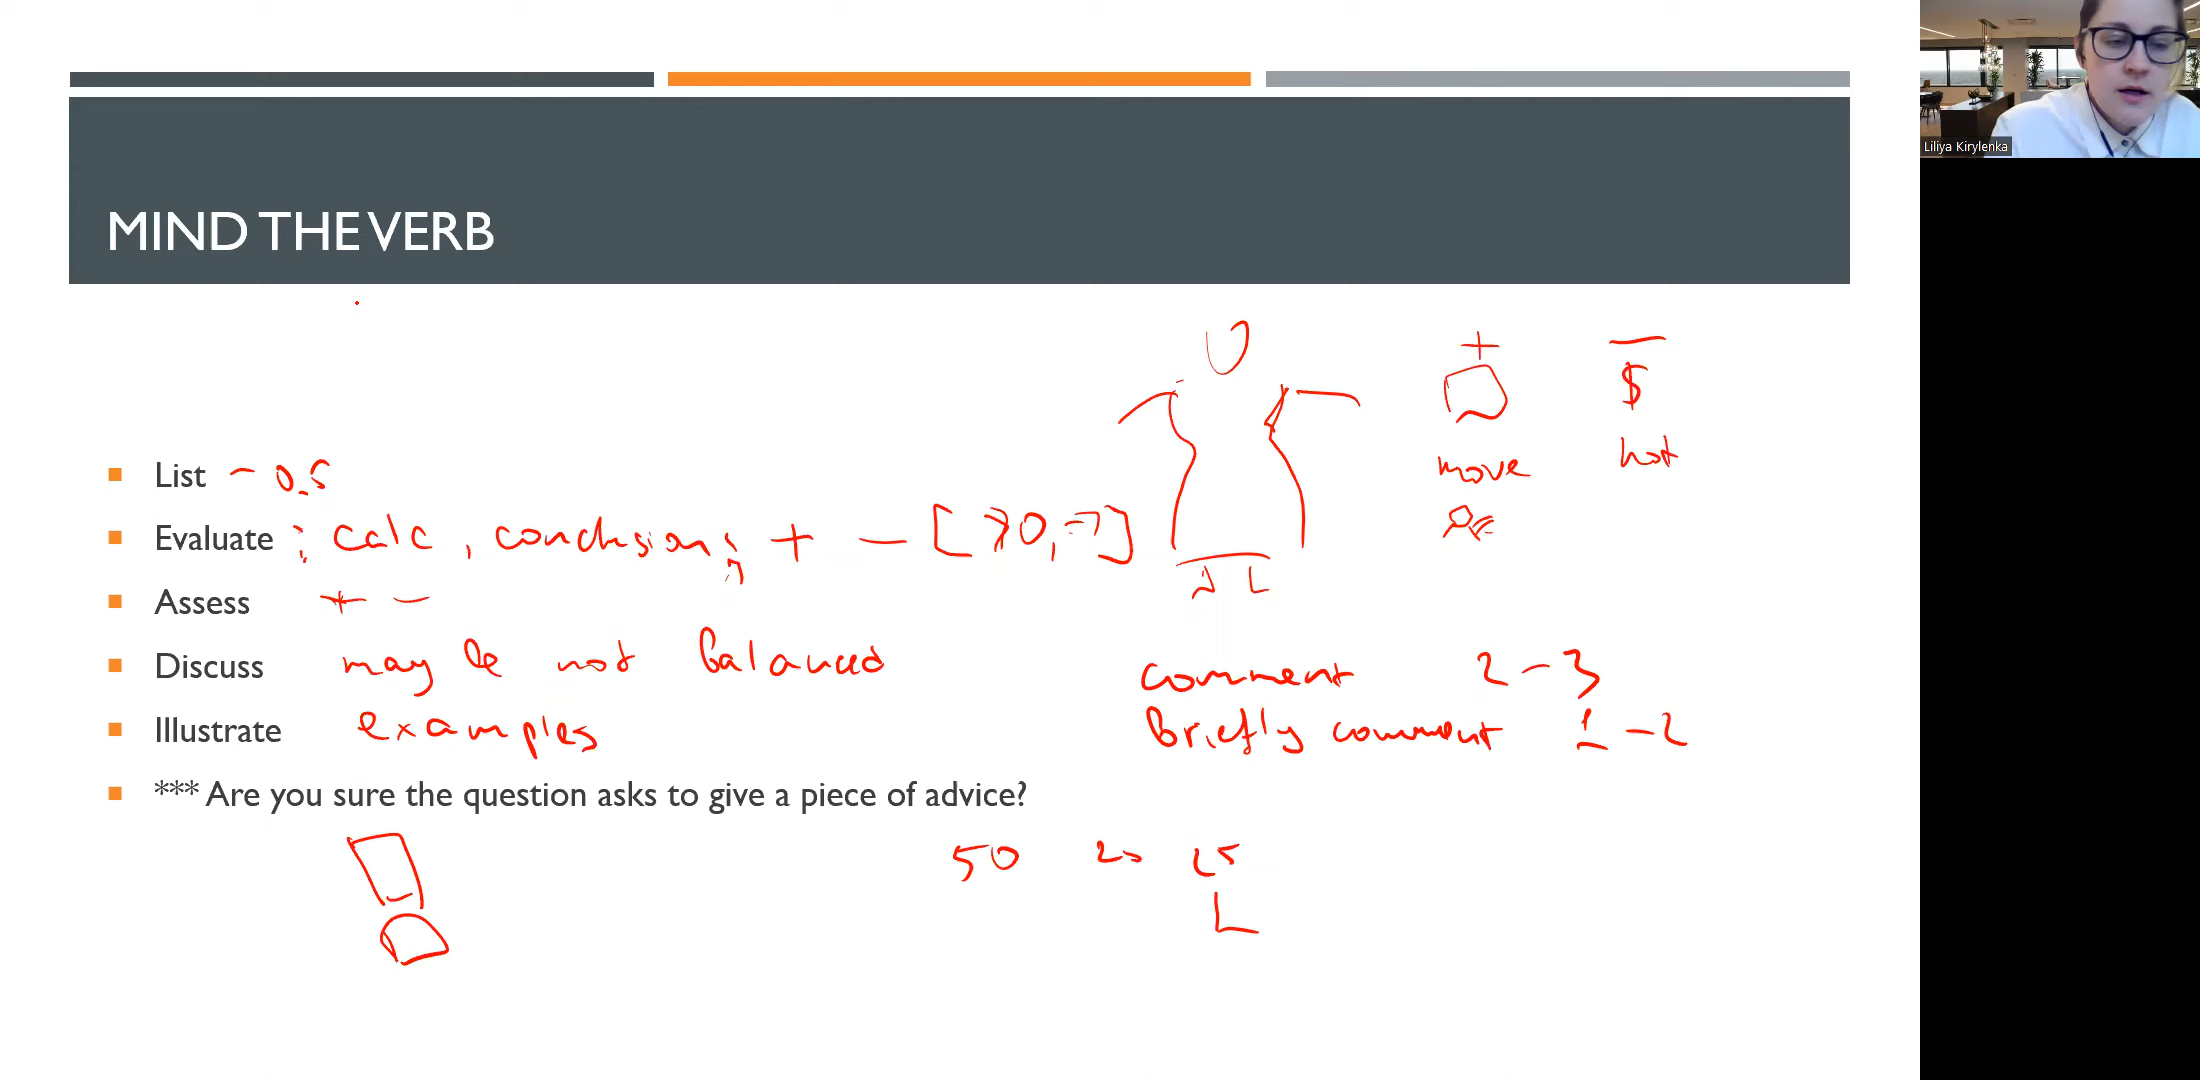 Liliya Kirylenka
MIND THE VERB
+ —
$
move hot
List - 0.5
Evaluate : calc, conclusion; + — [ >0, =7 ]
Assess + —
Discuss may be not balanced
comment 2 - 3
Illustrate examples
Briefly comment 1 - 2
*** Are you sure the question asks to give a piece of advice?
50 20 25
L